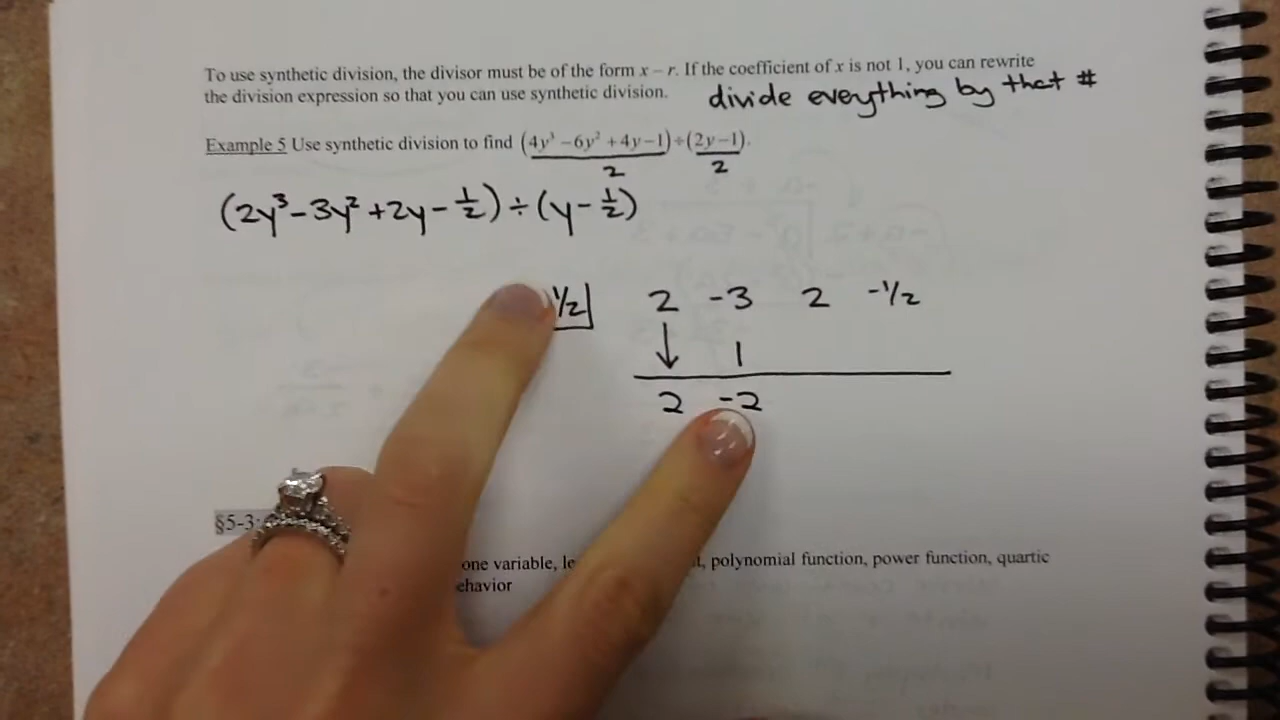 To use synthetic division, the divisor must be of the form x – r. If the coefficient of x is not 1, you can rewrite
the division expression so that you can use synthetic division. divide everything by that #
Example 5 Use synthetic division to find (4y³ – 6y² + 4y – 1) ÷ (2y – 1).
2 2
(2y³ - 3y² + 2y - 1/2) ÷ (y - 1/2)
1/2 2 -3 2 -1/2
↓ 1
2 -2
§5-3:
one variable, polynomial function, power function, quartic